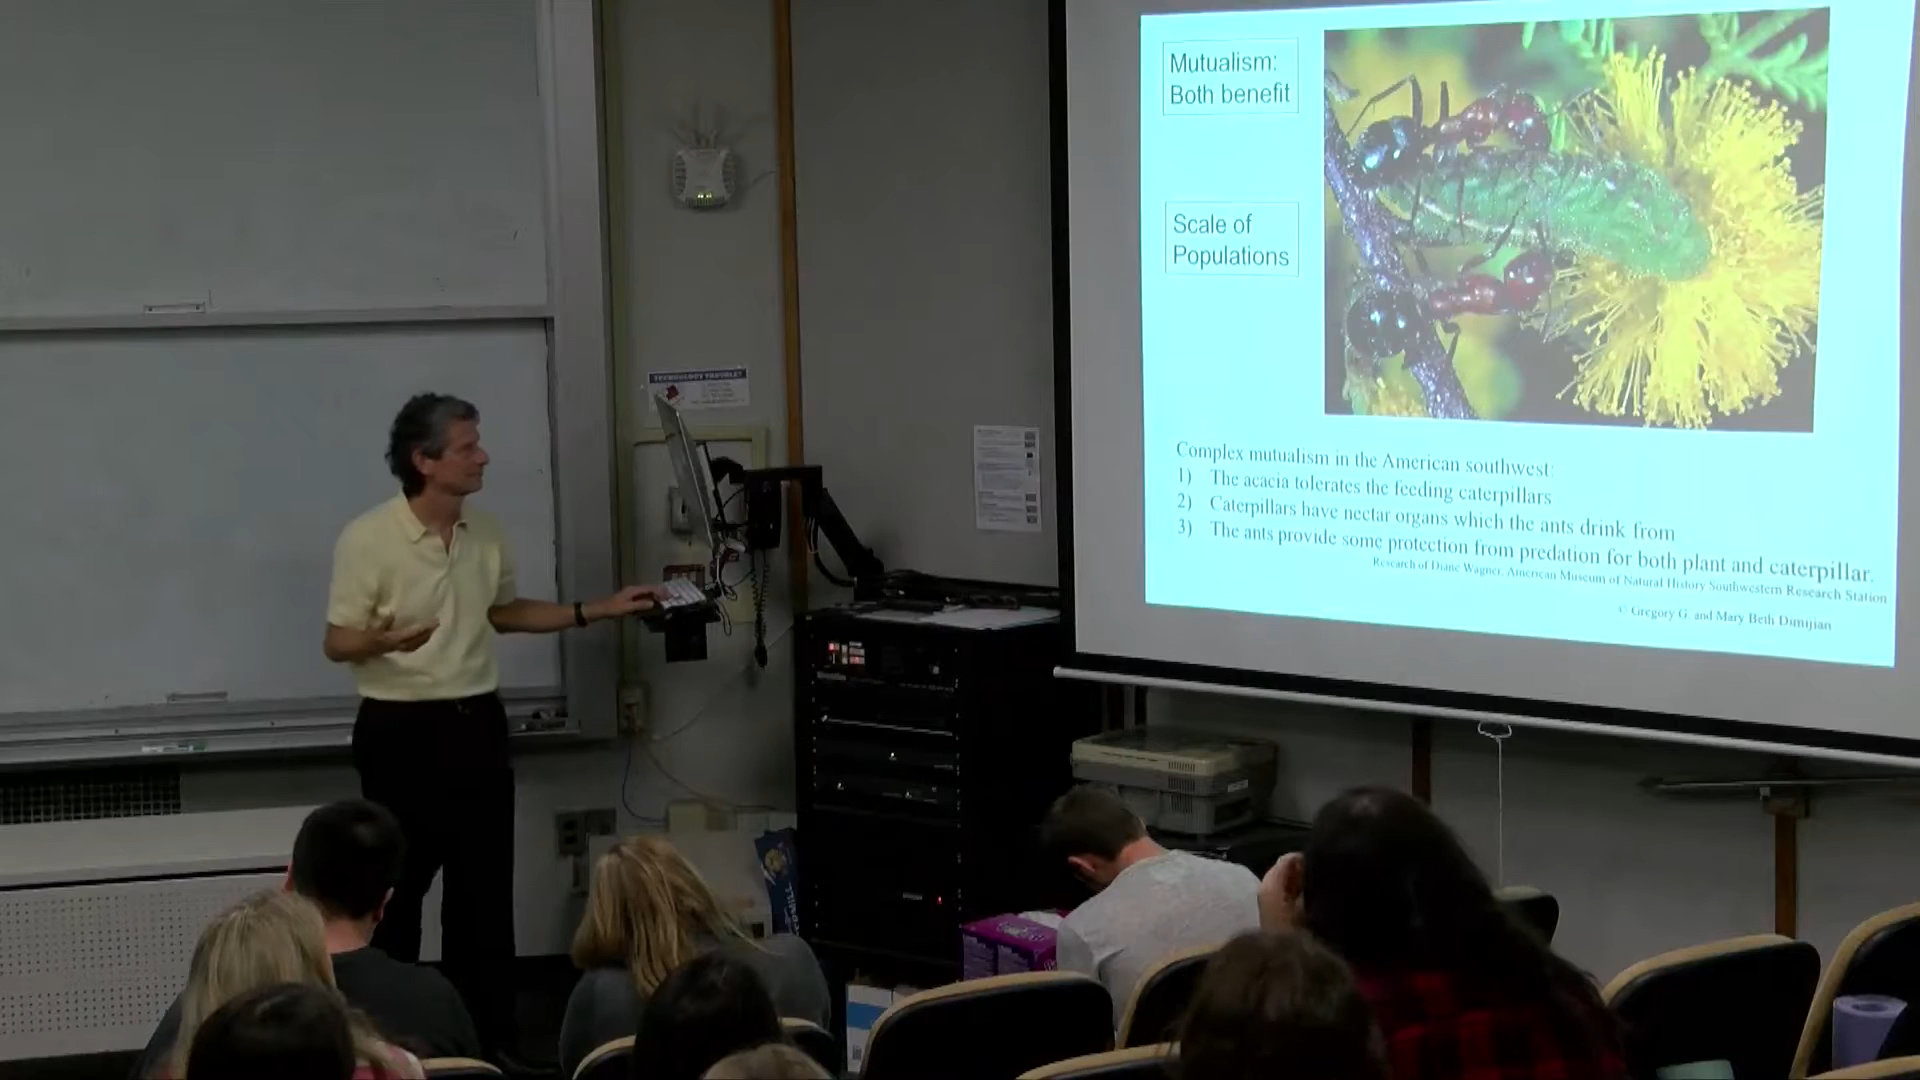 Mutualism:
Both benefit
Scale of
Populations
Complex mutualism in the American southwest:
1) The acacia tolerates the feeding caterpillars
2) Caterpillars have nectar organs which the ants drink from
3) The ants provide some protection from predation for both plant and caterpillar.
Research of Diane Wagner, American Museum of Natural History Southwestern Research Station
© Gregory G. and Mary Beth Dimijian
TECHNOLOGY TROUBLE?